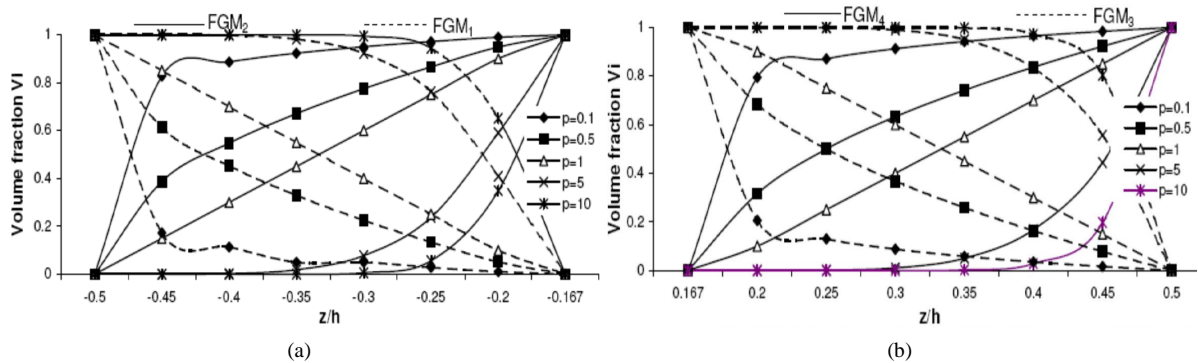 FGM₂
FGM₁
Volume fraction Vi
1
0.8
0.6
0.4
0.2
0
-0.5
-0.45
-0.4
-0.35
-0.3
-0.25
-0.2
-0.167
z/h
p=0.1
p=0.5
p=1
p=5
p=10
(a)
FGM₄
FGM₃
Volume fraction Vi
1
0.8
0.6
0.4
0.2
0
0.167
0.2
0.25
0.3
0.35
0.4
0.45
0.5
z/h
p=0.1
p=0.5
p=1
p=5
p=10
(b)